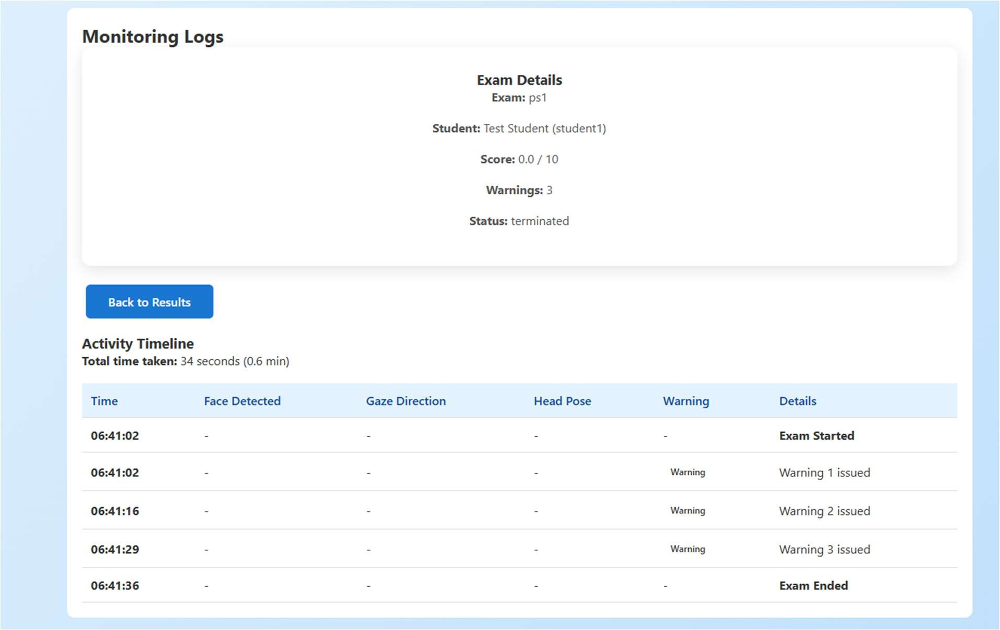 Monitoring Logs
Exam Details
Exam: ps1
Student: Test Student (student1)
Score: 0.0 / 10
Warnings: 3
Status: terminated
Back to Results
Activity Timeline
Total time taken: 34 seconds (0.6 min)
Time Face Detected Gaze Direction Head Pose Warning Details
06:41:02 - - - - Exam Started
06:41:02 - - - Warning Warning 1 issued
06:41:16 - - - Warning Warning 2 issued
06:41:29 - - - Warning Warning 3 issued
06:41:36 - - - - Exam Ended